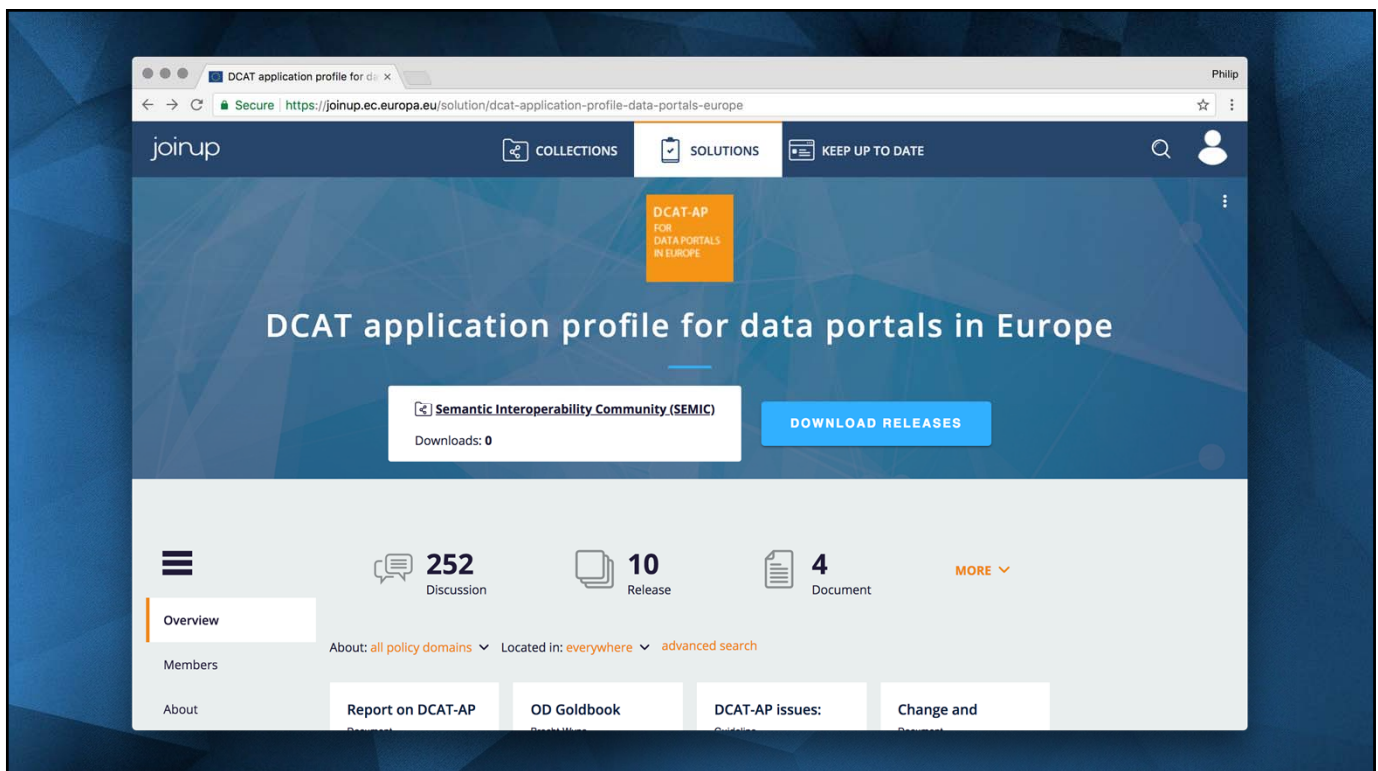 DCAT application profile for da
Philip
Secure https://joinup.ec.europa.eu/solution/dcat-application-profile-data-portals-europe
joinup
COLLECTIONS
SOLUTIONS
KEEP UP TO DATE
DCAT-AP
FOR
DATA PORTALS
IN EUROPE
DCAT application profile for data portals in Europe
Semantic Interoperability Community (SEMIC)
Downloads: 0
DOWNLOAD RELEASES
252
Discussion
10
Release
4
Document
MORE
Overview
Members
About
About: all policy domains Located in: everywhere advanced search
Report on DCAT-AP
OD Goldbook
DCAT-AP issues:
Change and